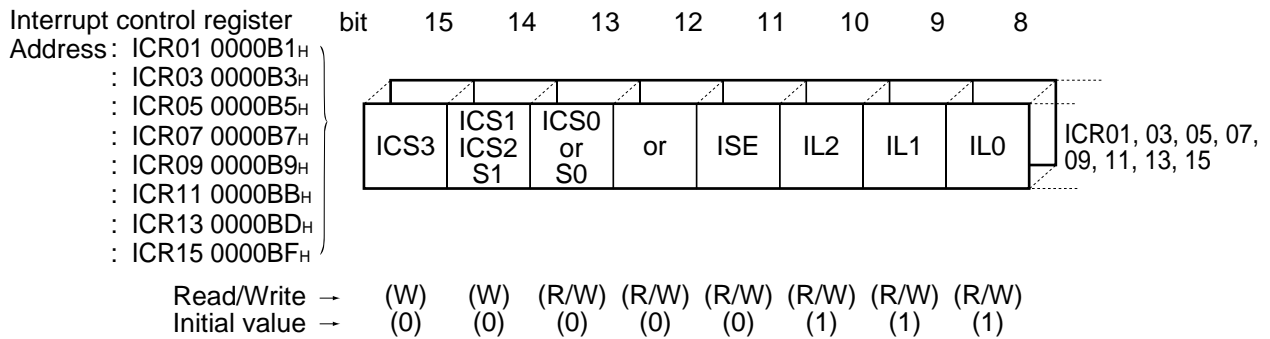 Interrupt control register bit 15 14 13 12 11 10 9 8
Address : ICR01 0000B1H
: ICR03 0000B3H
: ICR05 0000B5H
: ICR07 0000B7H
: ICR09 0000B9H
: ICR11 0000BBH
: ICR13 0000BDH
: ICR15 0000BFH
ICS3
ICS1
ICS2
S1
ICS0
or
S0
or
ISE
IL2
IL1
IL0
ICR01, 03, 05, 07,
09, 11, 13, 15
Read/Write → (W) (W) (R/W) (R/W) (R/W) (R/W) (R/W) (R/W)
Initial value → (0) (0) (0) (0) (0) (1) (1) (1)